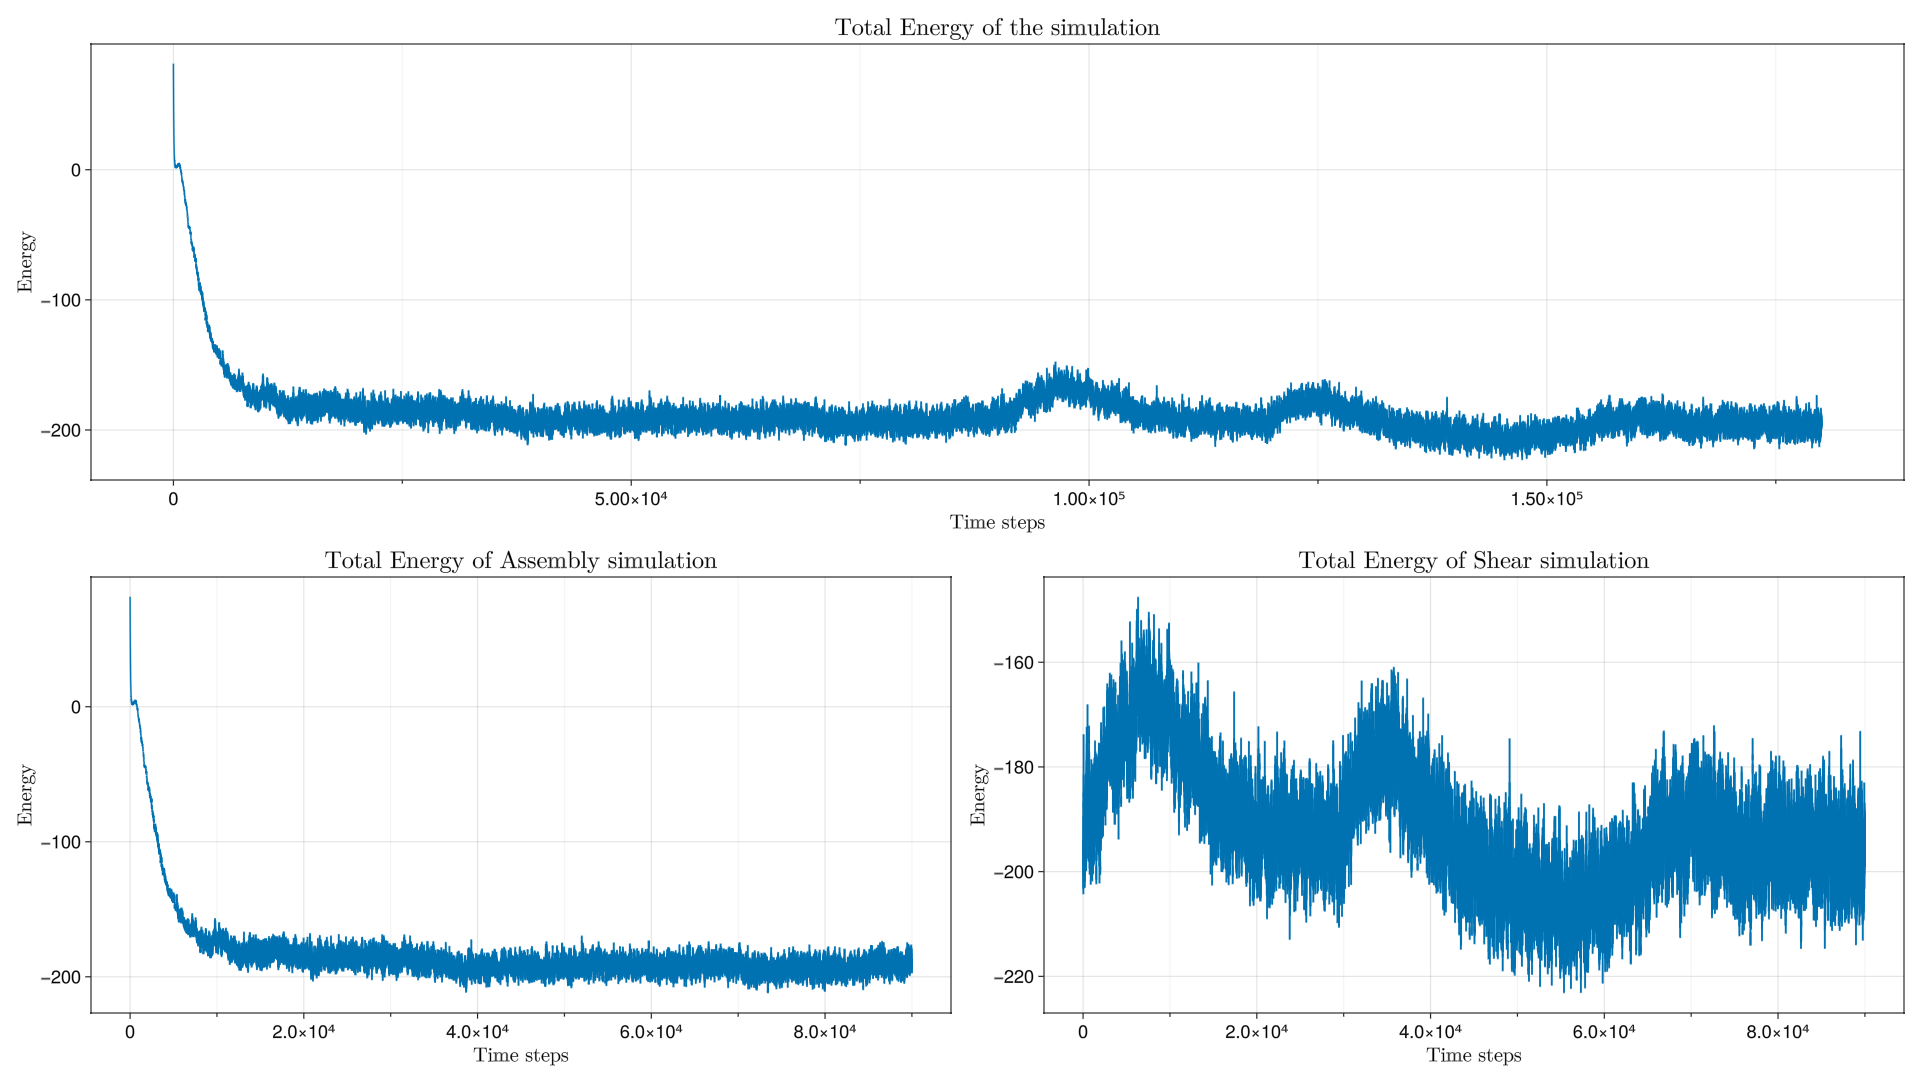 Total Energy of the simulation
Energy
0
−100
−200
0 5.00×10⁴ 1.00×10⁵ 1.50×10⁵
Time steps
Total Energy of Assembly simulation
Energy
0
−100
−200
0 2.0×10⁴ 4.0×10⁴ 6.0×10⁴ 8.0×10⁴
Time steps
Total Energy of Shear simulation
Energy
−160
−180
−200
−220
0 2.0×10⁴ 4.0×10⁴ 6.0×10⁴ 8.0×10⁴
Time steps